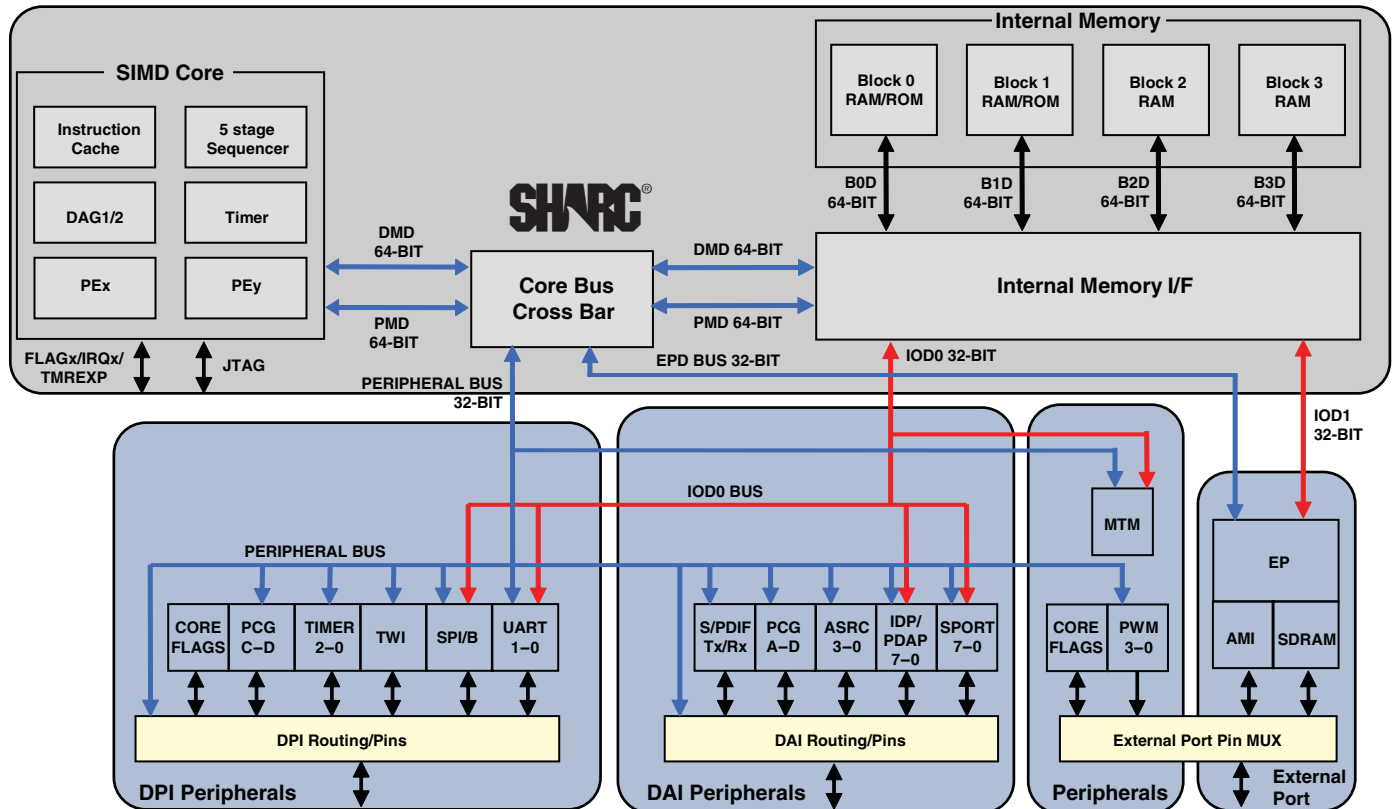 Internal Memory
SIMD Core
Block 0
RAM/ROM
Block 1
RAM/ROM
Block 2
RAM
Block 3
RAM
Instruction
Cache
5 stage
Sequencer
DAG1/2
Timer
PEx
PEy
B0D
64-BIT
B1D
64-BIT
B2D
64-BIT
B3D
64-BIT
SHARC®
DMD
64-BIT
DMD 64-BIT
Core Bus
Cross Bar
Internal Memory I/F
PMD
64-BIT
PMD 64-BIT
FLAGx/IRQx/
TMREXP
JTAG
EPD BUS 32-BIT
IOD0 32-BIT
PERIPHERAL BUS
32-BIT
IOD1
32-BIT
IOD0 BUS
MTM
PERIPHERAL BUS
EP
CORE
FLAGS
PCG
C–D
TIMER
2–0
TWI
SPI/B
UART
1–0
S/PDIF
Tx/Rx
PCG
A–D
ASRC
3–0
IDP/
PDAP
7–0
SPORT
7–0
CORE
FLAGS
PWM
3–0
AMI
SDRAM
DPI Routing/Pins
DAI Routing/Pins
External Port Pin MUX
DPI Peripherals
DAI Peripherals
Peripherals
External
Port